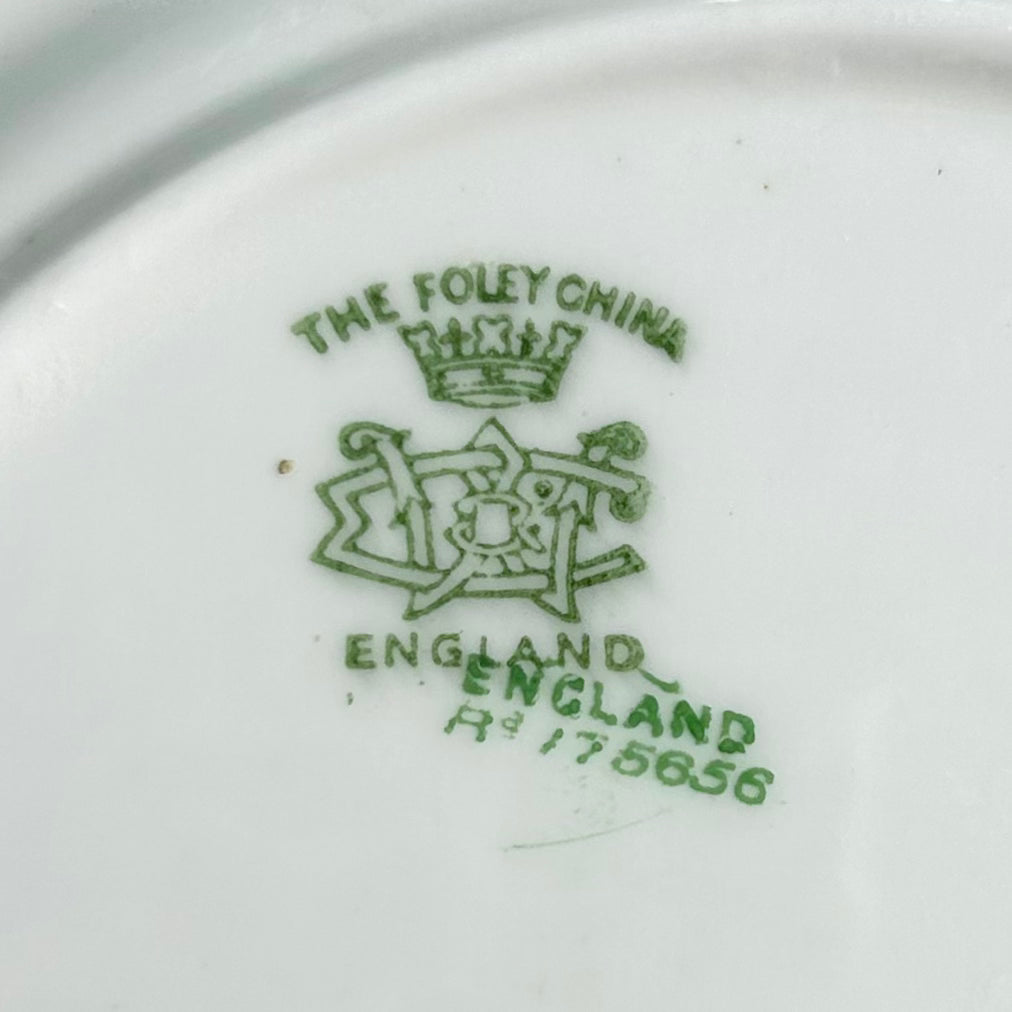 THE FOLEY CHINA
ENGLAND
ENGLAND
Rd 175656